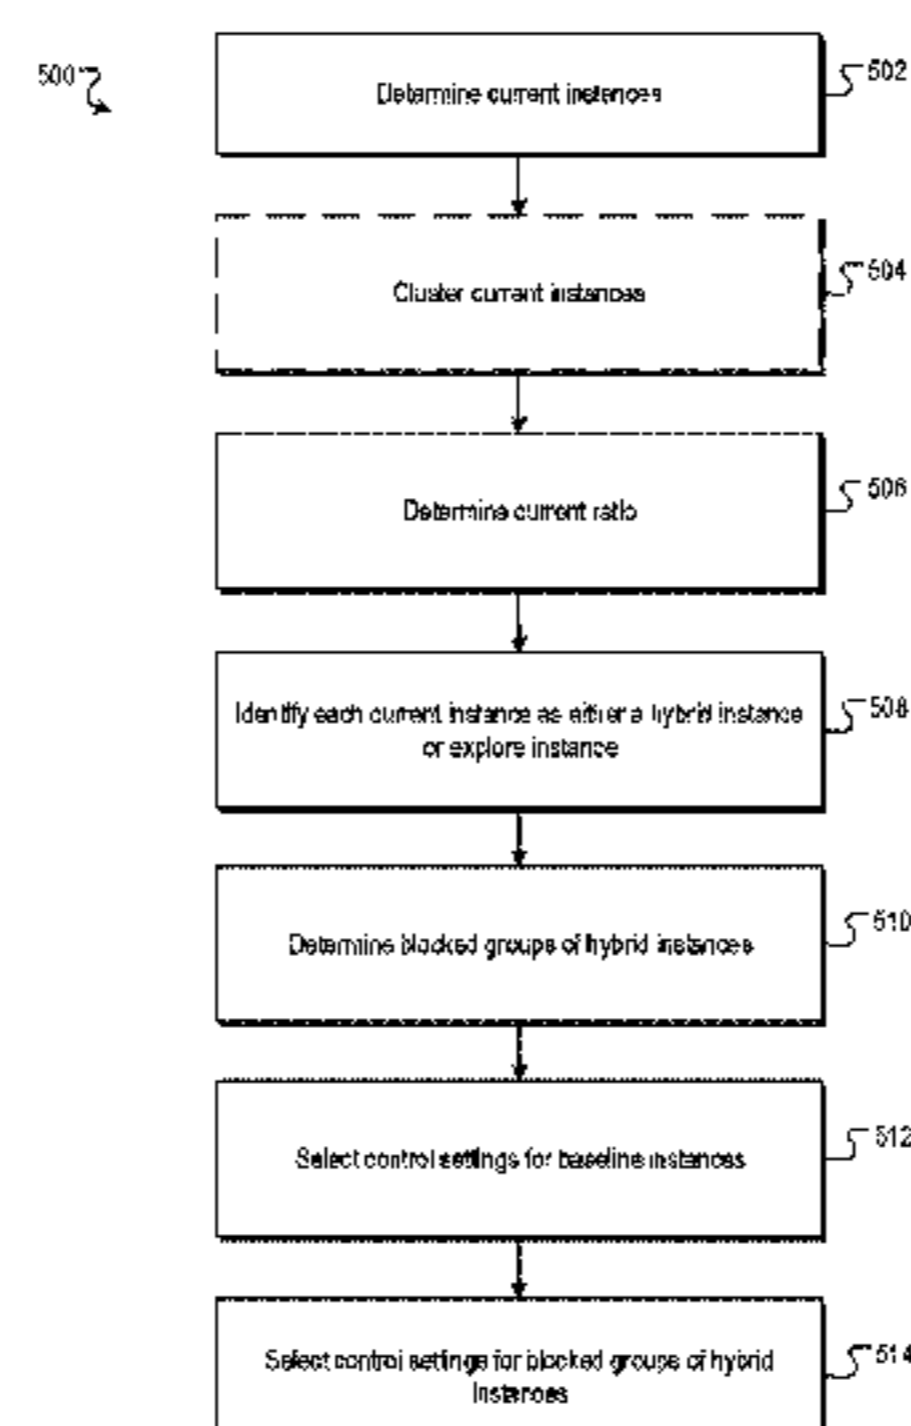 500
Determine current instances
502
Cluster current instances
504
Determine current ratio
506
Identify each current instance as either a hybrid instance
or explore instance
508
Determine blocked groups of hybrid instances
510
Select control settings for baseline instances
512
Select control settings for blocked groups of hybrid
instances
514